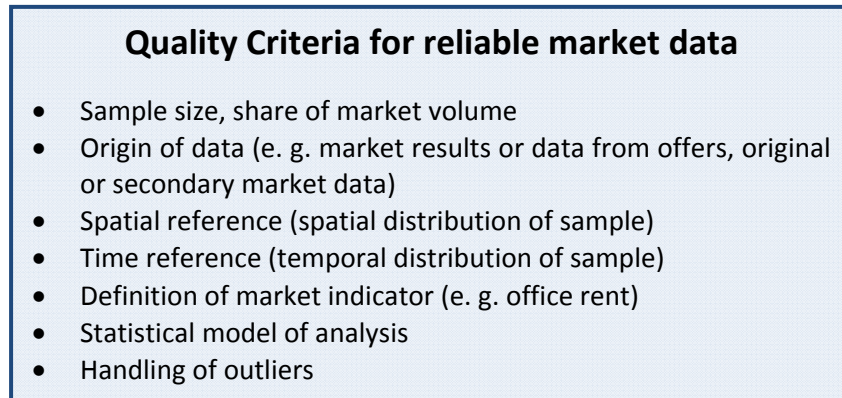 Quality Criteria for reliable market data
• Sample size, share of market volume
• Origin of data (e. g. market results or data from offers, original
or secondary market data)
• Spatial reference (spatial distribution of sample)
• Time reference (temporal distribution of sample)
• Definition of market indicator (e. g. office rent)
• Statistical model of analysis
• Handling of outliers